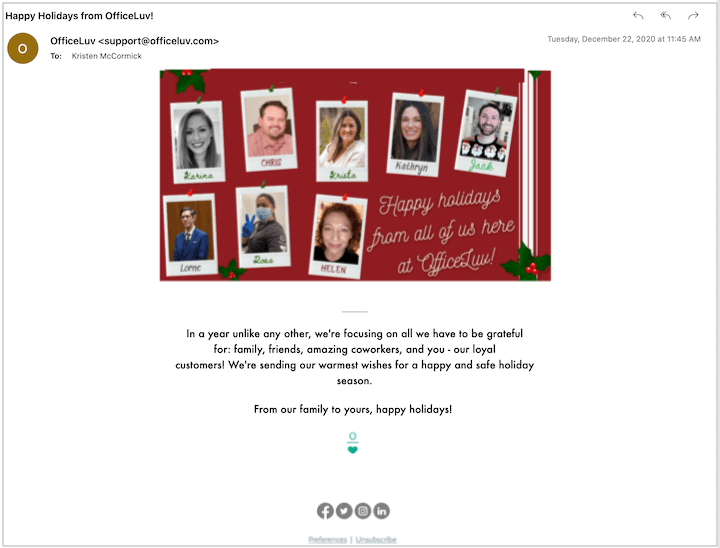 Happy Holidays from OfficeLuv!
O
OfficeLuv <support@officeluv.com>
Tuesday, December 22, 2020 at 11:45 AM
To: Kristen McCormick
Karina
CHRIS
Krista
Kathryn
Jack
Lorne
Rosa
HELEN
Happy holidays
from all of us here
at OfficeLuv!
In a year unlike any other, we're focusing on all we have to be grateful
for: family, friends, amazing coworkers, and you - our loyal
customers! We're sending our warmest wishes for a happy and safe holiday
season.
From our family to yours, happy holidays!
O
Preferences | Unsubscribe